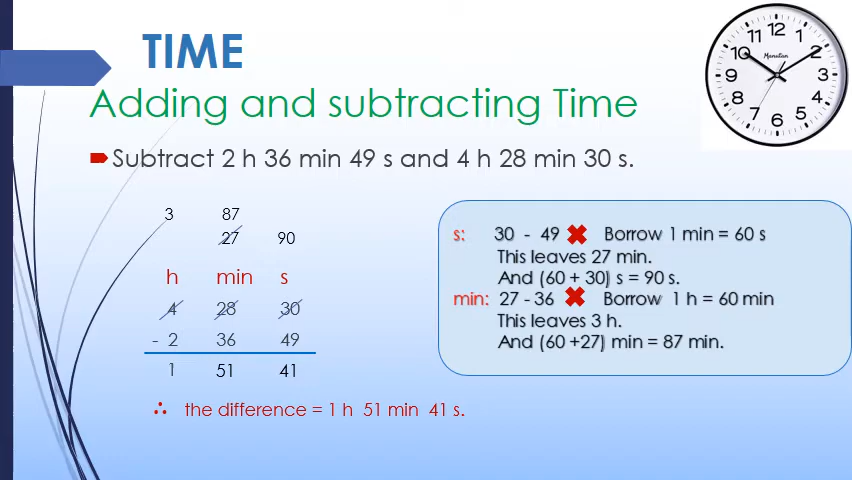 TIME
Adding and subtracting Time
Subtract 2 h 36 min 49 s and 4 h 28 min 30 s.
3 87
27 90
h min s
4 28 30
- 2 36 49
1 51 41
∴ the difference = 1 h 51 min 41 s.
s: 30 - 49 ✖ Borrow 1 min = 60 s
This leaves 27 min.
And (60 + 30) s = 90 s.
min: 27 - 36 ✖ Borrow 1 h = 60 min
This leaves 3 h.
And (60 +27) min = 87 min.
12
11 1
10 2
Manutan
9 3
8 4
7 5
6